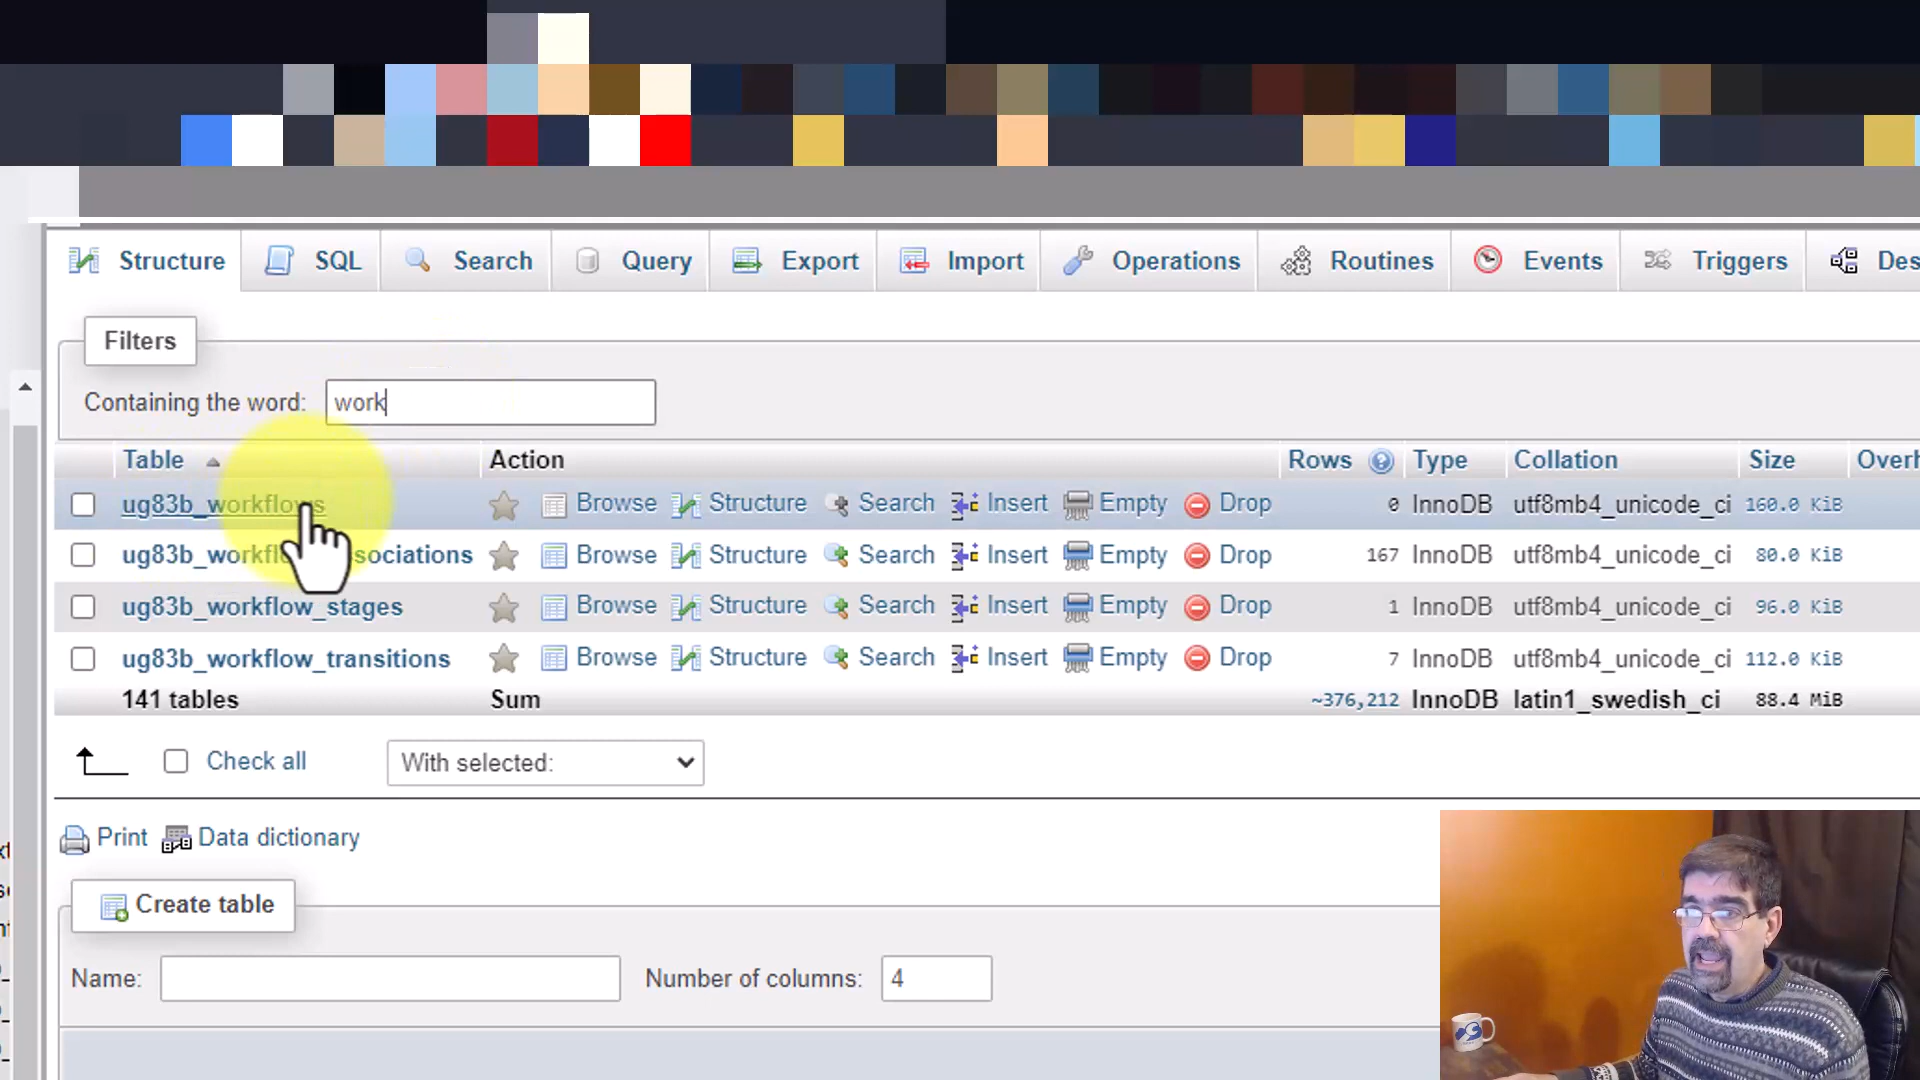 Structure SQL Search Query Export Import Operations Routines Events Triggers Des
Filters
Containing the word: work
Table Action Rows Type Collation Size Overh
ug83b_workflows Browse Structure Search Insert Empty Drop 0 InnoDB utf8mb4_unicode_ci 160.0 KiB
ug83b_workfl sociations Browse Structure Search Insert Empty Drop 167 InnoDB utf8mb4_unicode_ci 80.0 KiB
ug83b_workflow_stages Browse Structure Search Insert Empty Drop 1 InnoDB utf8mb4_unicode_ci 96.0 KiB
ug83b_workflow_transitions Browse Structure Search Insert Empty Drop 7 InnoDB utf8mb4_unicode_ci 112.0 KiB
141 tables Sum ~376,212 InnoDB latin1_swedish_ci 88.4 MiB
Check all With selected:
Print Data dictionary
Create table
Name: Number of columns: 4